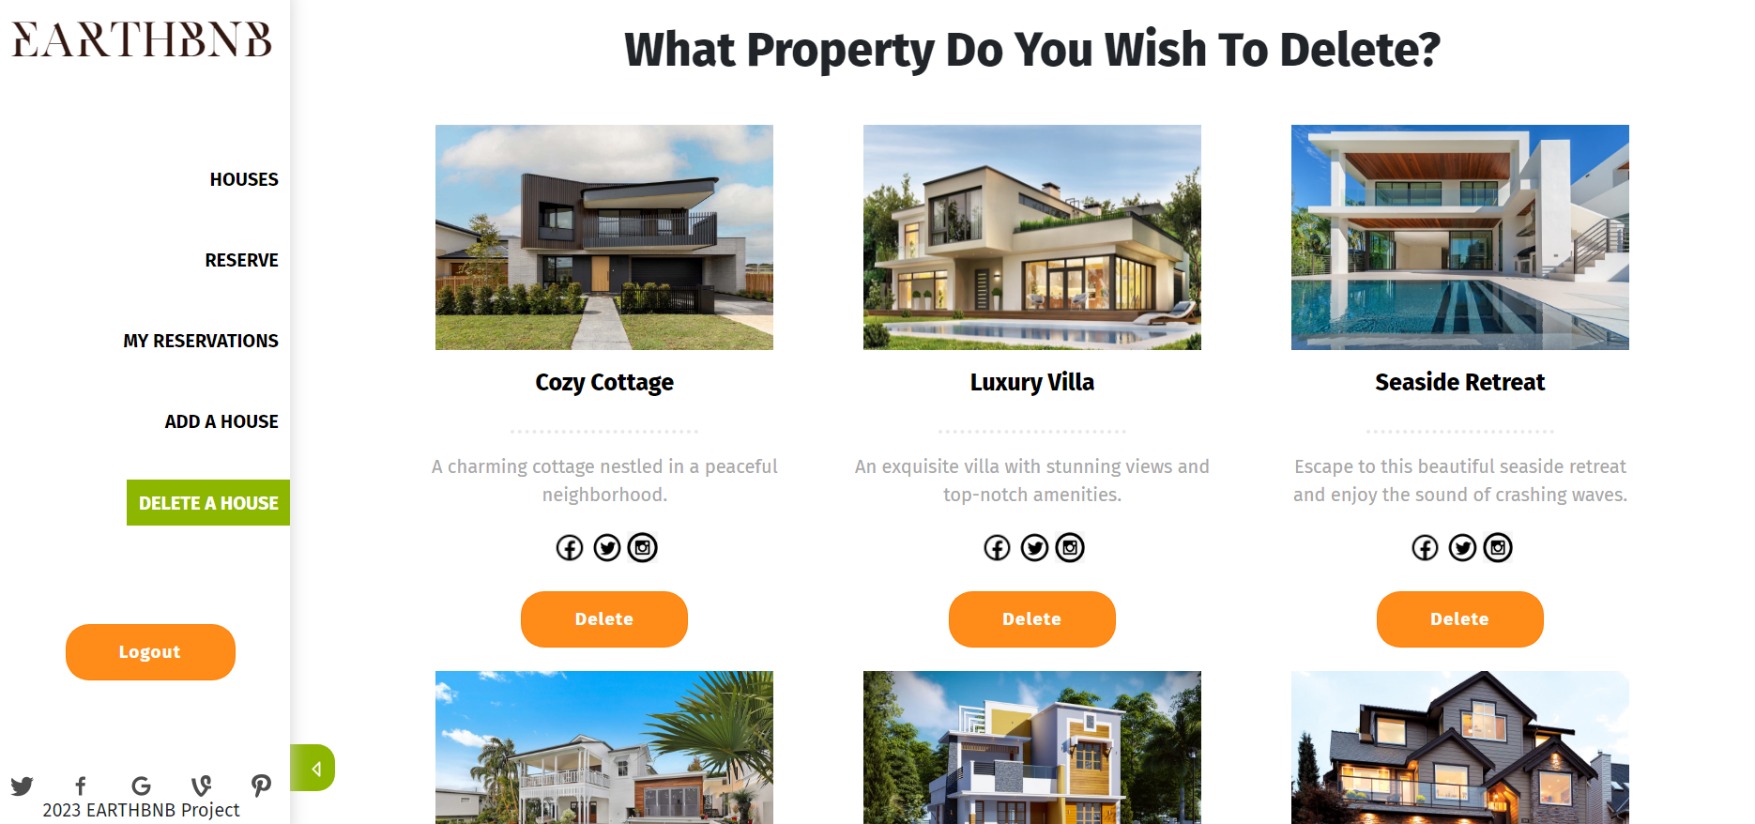 EARTHBNB
HOUSES
RESERVE
MY RESERVATIONS
ADD A HOUSE
DELETE A HOUSE
Logout
2023 EARTHBNB Project
What Property Do You Wish To Delete?
Cozy Cottage
A charming cottage nestled in a peaceful
neighborhood.
Delete
Luxury Villa
An exquisite villa with stunning views and
top-notch amenities.
Delete
Seaside Retreat
Escape to this beautiful seaside retreat
and enjoy the sound of crashing waves.
Delete